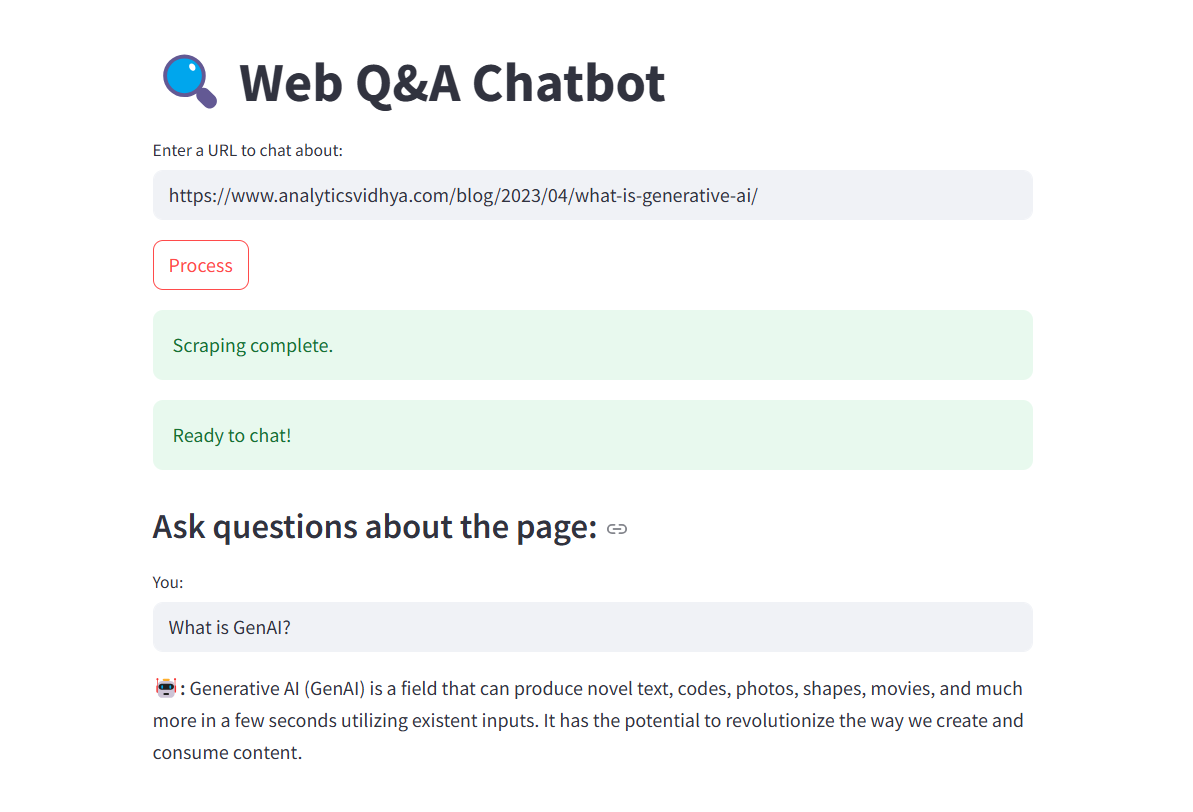 Web Q&A Chatbot
Enter a URL to chat about:
https://www.analyticsvidhya.com/blog/2023/04/what-is-generative-ai/
Process
Scraping complete.
Ready to chat!
Ask questions about the page:
You:
What is GenAI?
: Generative AI (GenAI) is a field that can produce novel text, codes, photos, shapes, movies, and much
more in a few seconds utilizing existent inputs. It has the potential to revolutionize the way we create and
consume content.